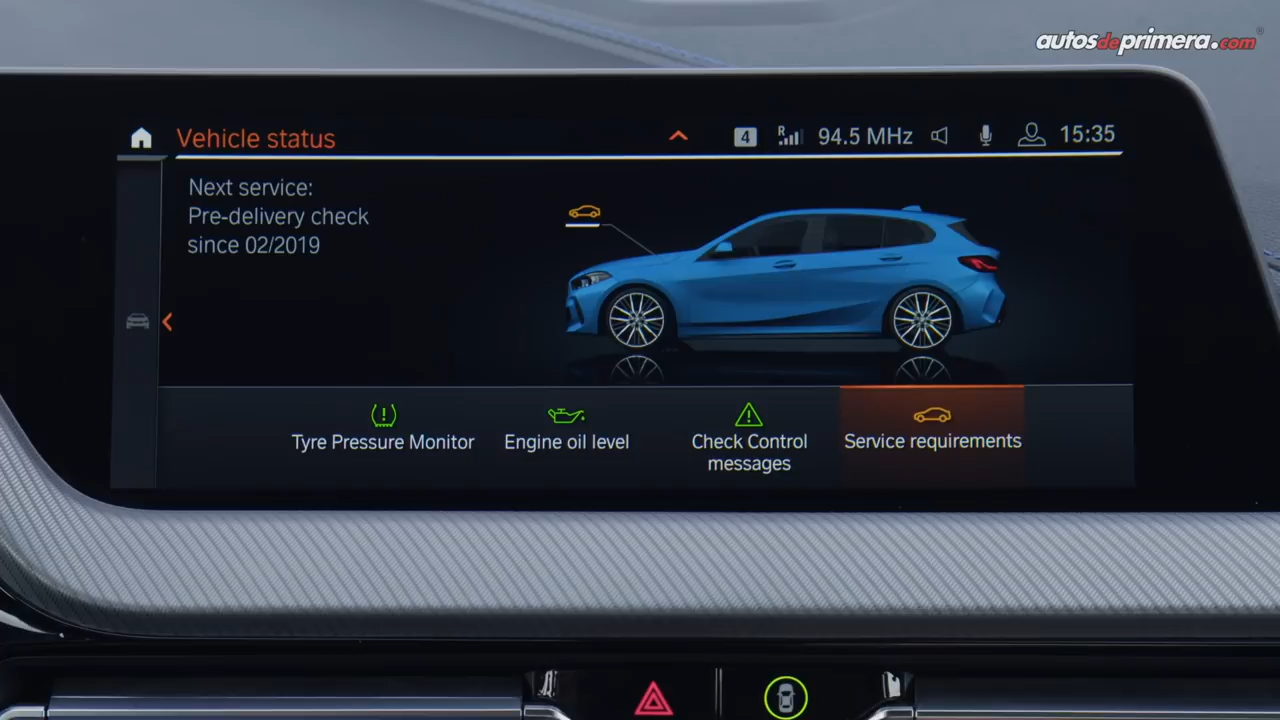 autosdeprimera.com
Vehicle status
4
R
94.5 MHz
15:35
Next service:
Pre-delivery check
since 02/2019
Tyre Pressure Monitor
Engine oil level
Check Control
messages
Service requirements